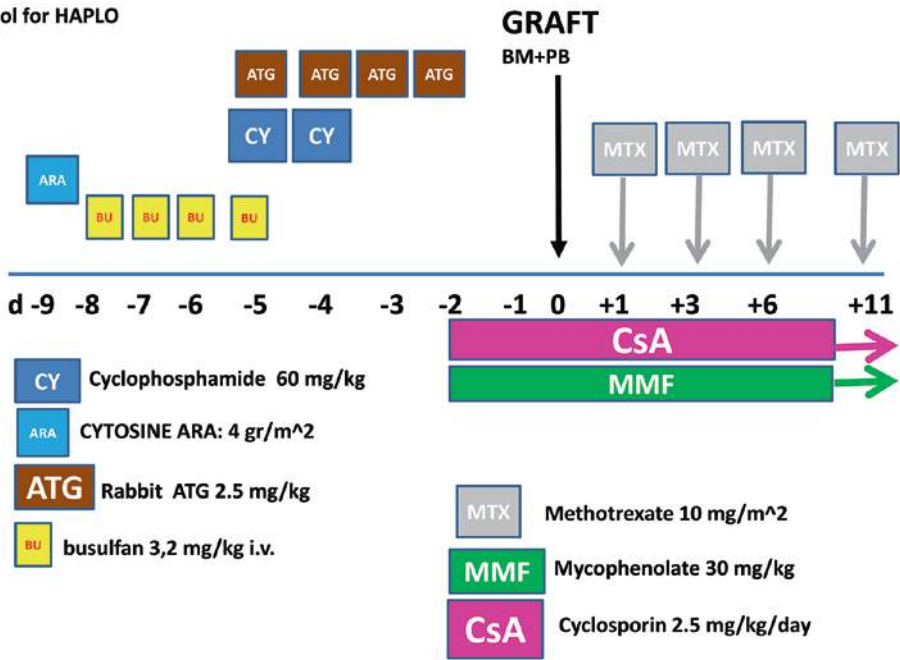 ol for HAPLO
GRAFT
BM+PB
ATG ATG ATG ATG
CY CY
MTX MTX MTX MTX
ARA
BU BU BU BU
d -9 -8 -7 -6 -5 -4 -3 -2 -1 0 +1 +3 +6 +11
CsA
MMF
CY Cyclophosphamide 60 mg/kg
ARA CYTOSINE ARA: 4 gr/m^2
ATG Rabbit ATG 2.5 mg/kg
BU busulfan 3,2 mg/kg i.v.
MTX Methotrexate 10 mg/m^2
MMF Mycophenolate 30 mg/kg
CsA Cyclosporin 2.5 mg/kg/day